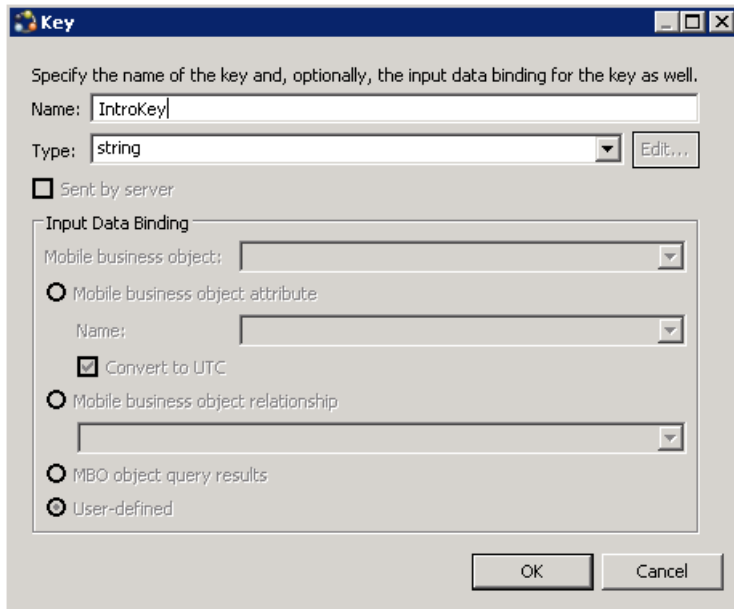 Key
Specify the name of the key and, optionally, the input data binding for the key as well.
Name: IntroKey
Type: string Edit...
Sent by server
Input Data Binding
Mobile business object:
Mobile business object attribute
Name:
Convert to UTC
Mobile business object relationship
MBO object query results
User-defined
OK Cancel